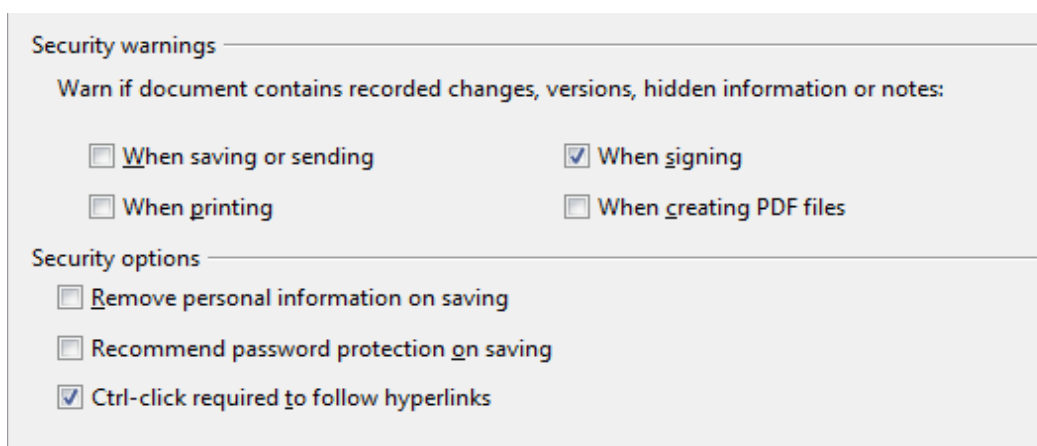 Security warnings
Warn if document contains recorded changes, versions, hidden information or notes:
When saving or sending
When signing
When printing
When creating PDF files
Security options
Remove personal information on saving
Recommend password protection on saving
Ctrl-click required to follow hyperlinks